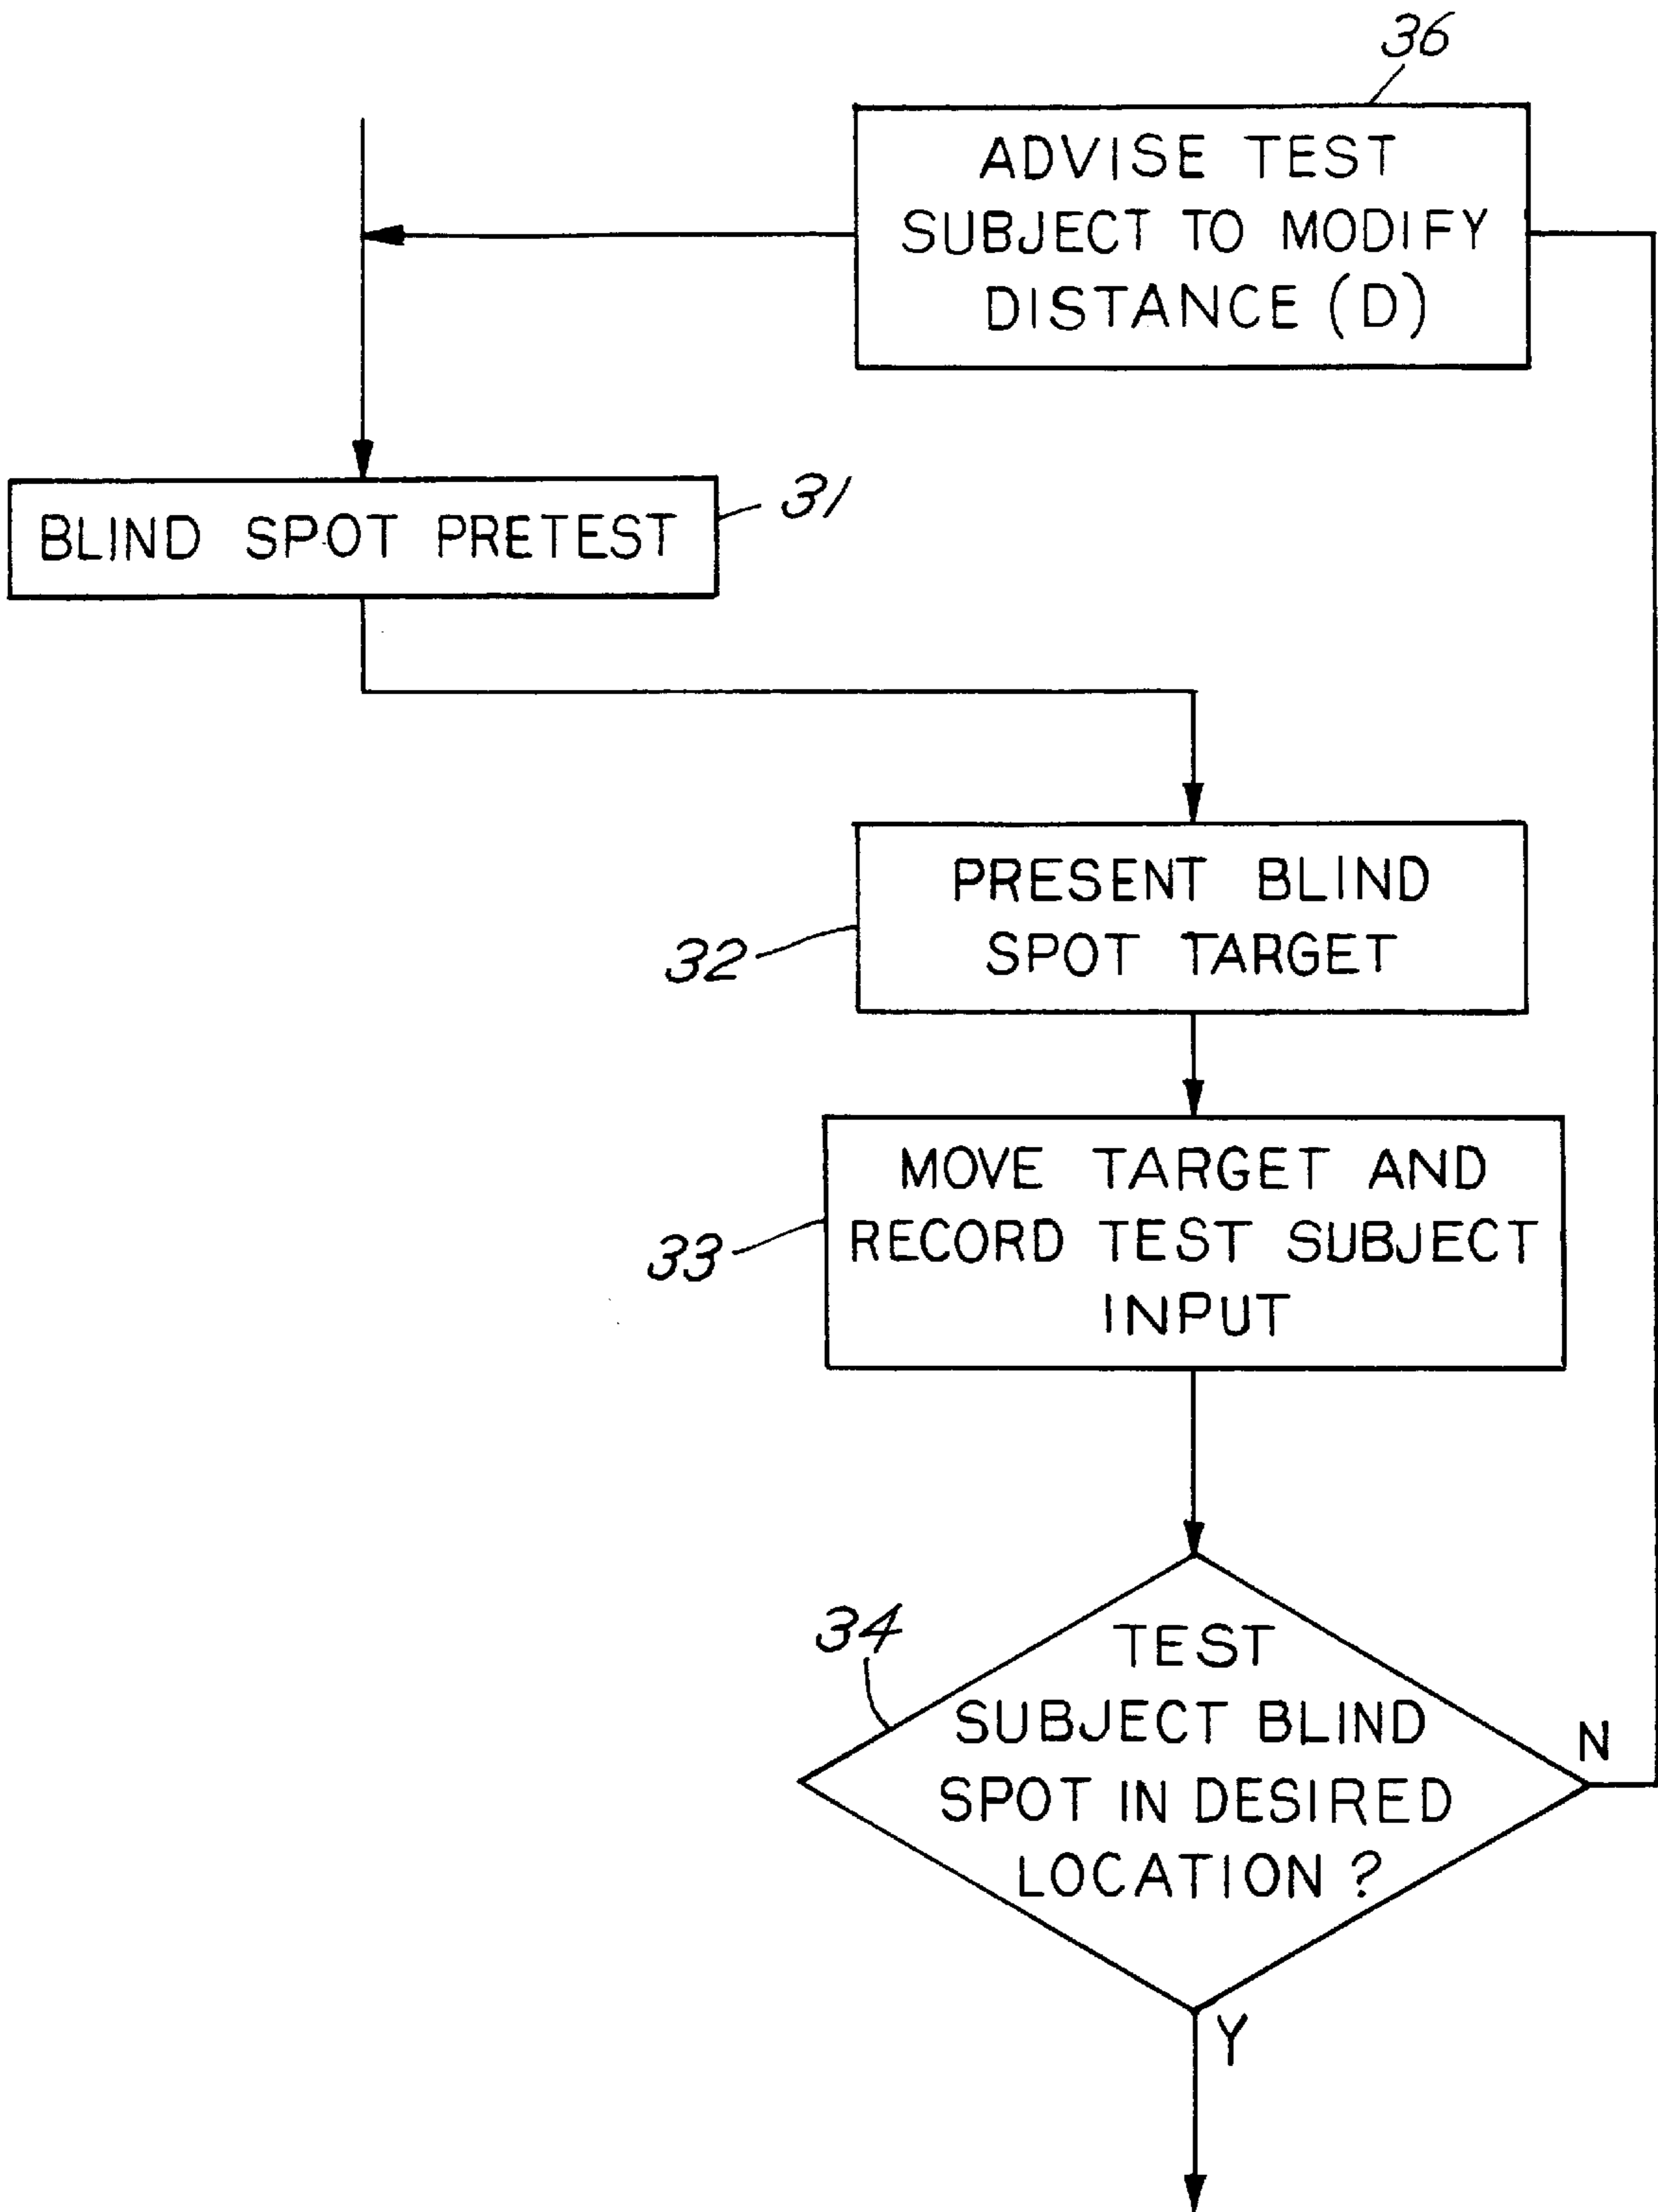 36
ADVISE TEST
SUBJECT TO MODIFY
DISTANCE (D)
31
BLIND SPOT PRETEST
PRESENT BLIND
SPOT TARGET
32
MOVE TARGET AND
RECORD TEST SUBJECT
INPUT
33
34
TEST
SUBJECT BLIND
SPOT IN DESIRED
LOCATION ?
N
Y